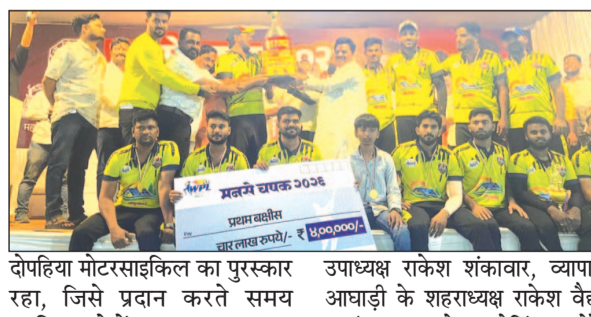 WPL
मनसे चषक २०२६
प्रथम बक्षीस
चार लाख रुपये/- ₹ ४,००,०००/-
दोपहिया मोटरसाइकिल का पुरस्कार
रहा, जिसे प्रदान करते समय
उपाध्यक्ष राकेश शंकावार, व्यापा
आघाड़ी के शहराध्यक्ष राकेश वैद्य